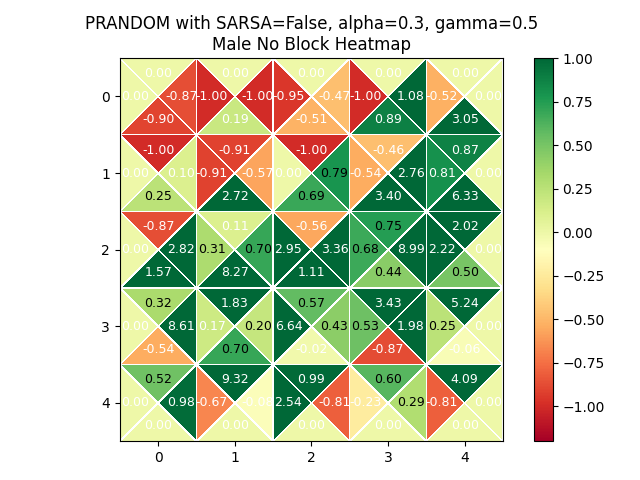 PRANDOM with SARSA=False, alpha=0.3, gamma=0.5
Male No Block Heatmap
0.00 0.00 0.00 0.00 0.00
0 0.00 -0.87 -1.00 -1.00 -0.95 -0.47 -1.00 1.08 -0.52 0.00
-0.90 0.19 -0.51 0.89 3.05
-1.00 -0.91 -1.00 -0.46 0.87
1 0.00 0.10 -0.91 -0.57 0.00 0.79 -0.54 2.76 0.81 0.00
0.25 2.72 0.69 3.40 6.33
-0.87 0.11 -0.56 0.75 2.02
2 0.00 2.82 0.31 0.70 2.95 3.36 0.68 8.99 2.22 0.00
1.57 8.27 1.11 0.44 0.50
0.32 1.83 0.57 3.43 5.24
3 0.00 8.61 0.17 0.20 6.64 0.43 0.53 1.98 0.25 0.00
-0.54 0.70 -0.02 -0.87 -0.06
0.52 9.32 0.99 0.60 4.09
4 0.00 0.98 -0.67 2.54 -0.81 -0.23 0.29 -0.81 0.00
0.00 0.00 0.00 0.00 0.00
0 1 2 3 4
1.00
0.75
0.50
0.25
0.00
−0.25
−0.50
−0.75
−1.00